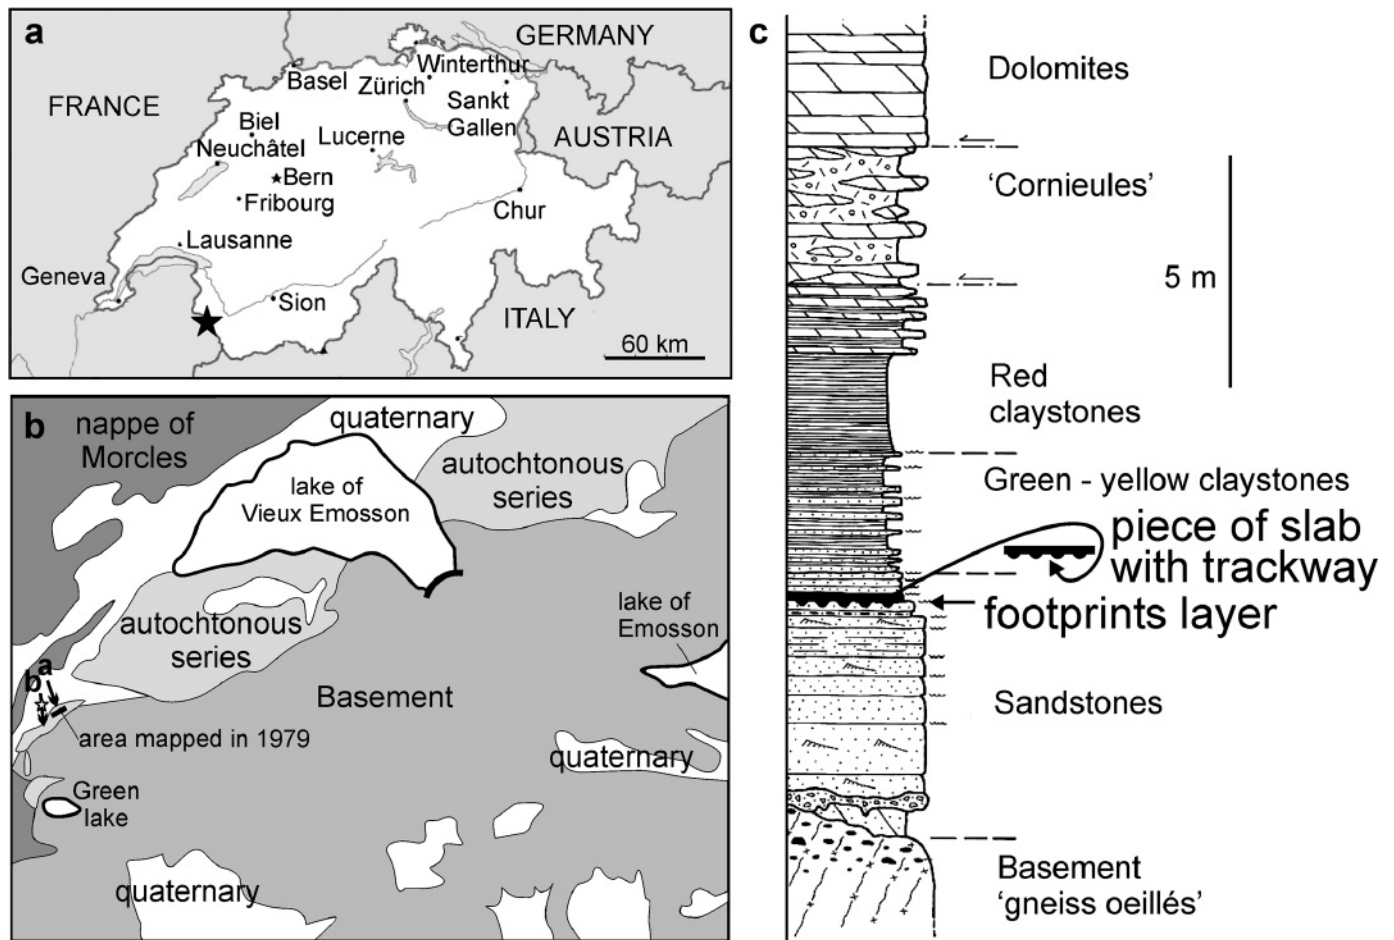 a
GERMANY
Winterthur
Basel
Zürich
FRANCE
Sankt
Gallen
Biel
Lucerne
AUSTRIA
Neuchâtel
Bern
Fribourg
Chur
Lausanne
Geneva
Sion
ITALY
60 km
b
nappe of
Morcles
quaternary
autochtonous
series
lake of
Vieux Emosson
autochtonous
series
lake of
Emosson
b a
Basement
area mapped in 1979
quaternary
Green
lake
quaternary
c
Dolomites
'Cornieules'
5 m
Red
claystones
Green - yellow claystones
piece of slab
with trackway
footprints layer
Sandstones
Basement
'gneiss oeillés'